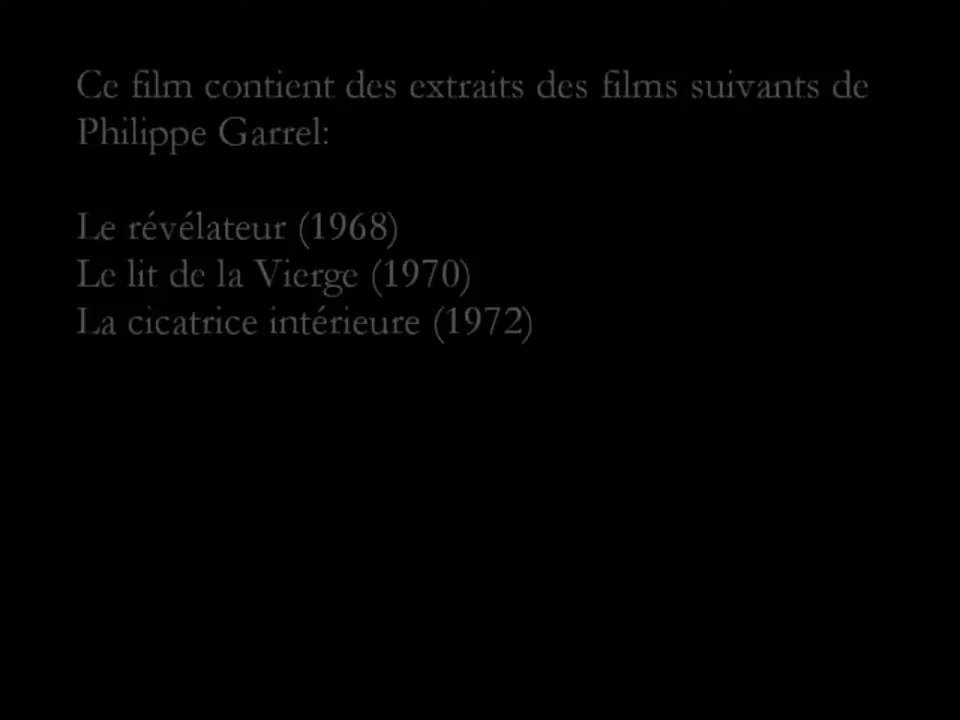 Ce film contient des extraits des films suivants de
Philippe Garrel:
Le révélateur (1968)
Le lit de la Vierge (1970)
La cicatrice intérieure (1972)